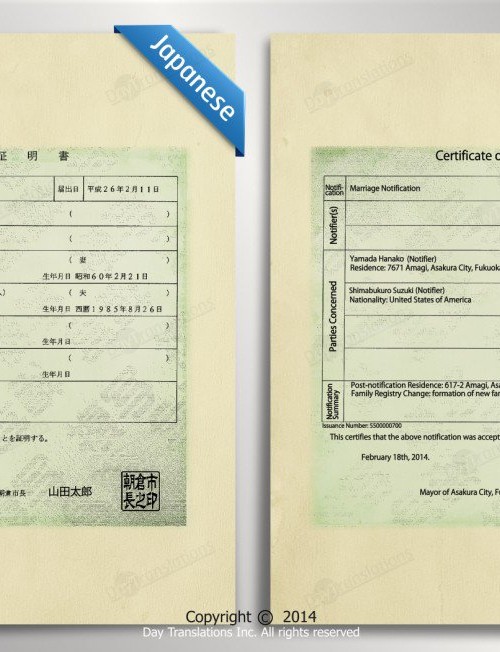 Japanese
証 明 書
届出日 平成26年2月11日
( )
( )
( 妻
生年月日 昭和60年2月21日
) ( 夫
生年月日 西暦1985年8月26日
( )
生年月日
( )
生年月日
とを証明する。
朝倉市長 山田太郎
朝倉市
長之印
Certificate o
Notifi-
cation
Marriage Notification
Notifier(s)
Parties Concerned
Yamada Hanako (Notifier)
Residence: 7671 Amagi, Asakura City, Fukuok
Shimabukuro Suzuki (Notifier)
Nationality: United States of America
Notification
Summary
Post-notification Residence: 617-2 Amagi, Asa
Family Registry Change: formation of new fam
Issuance Number: 5500000700
This certifies that the above notification was accept
February 18th, 2014.
Mayor of Asakura City, Fu
Copyright © 2014
Day Translations Inc. All rights reserved